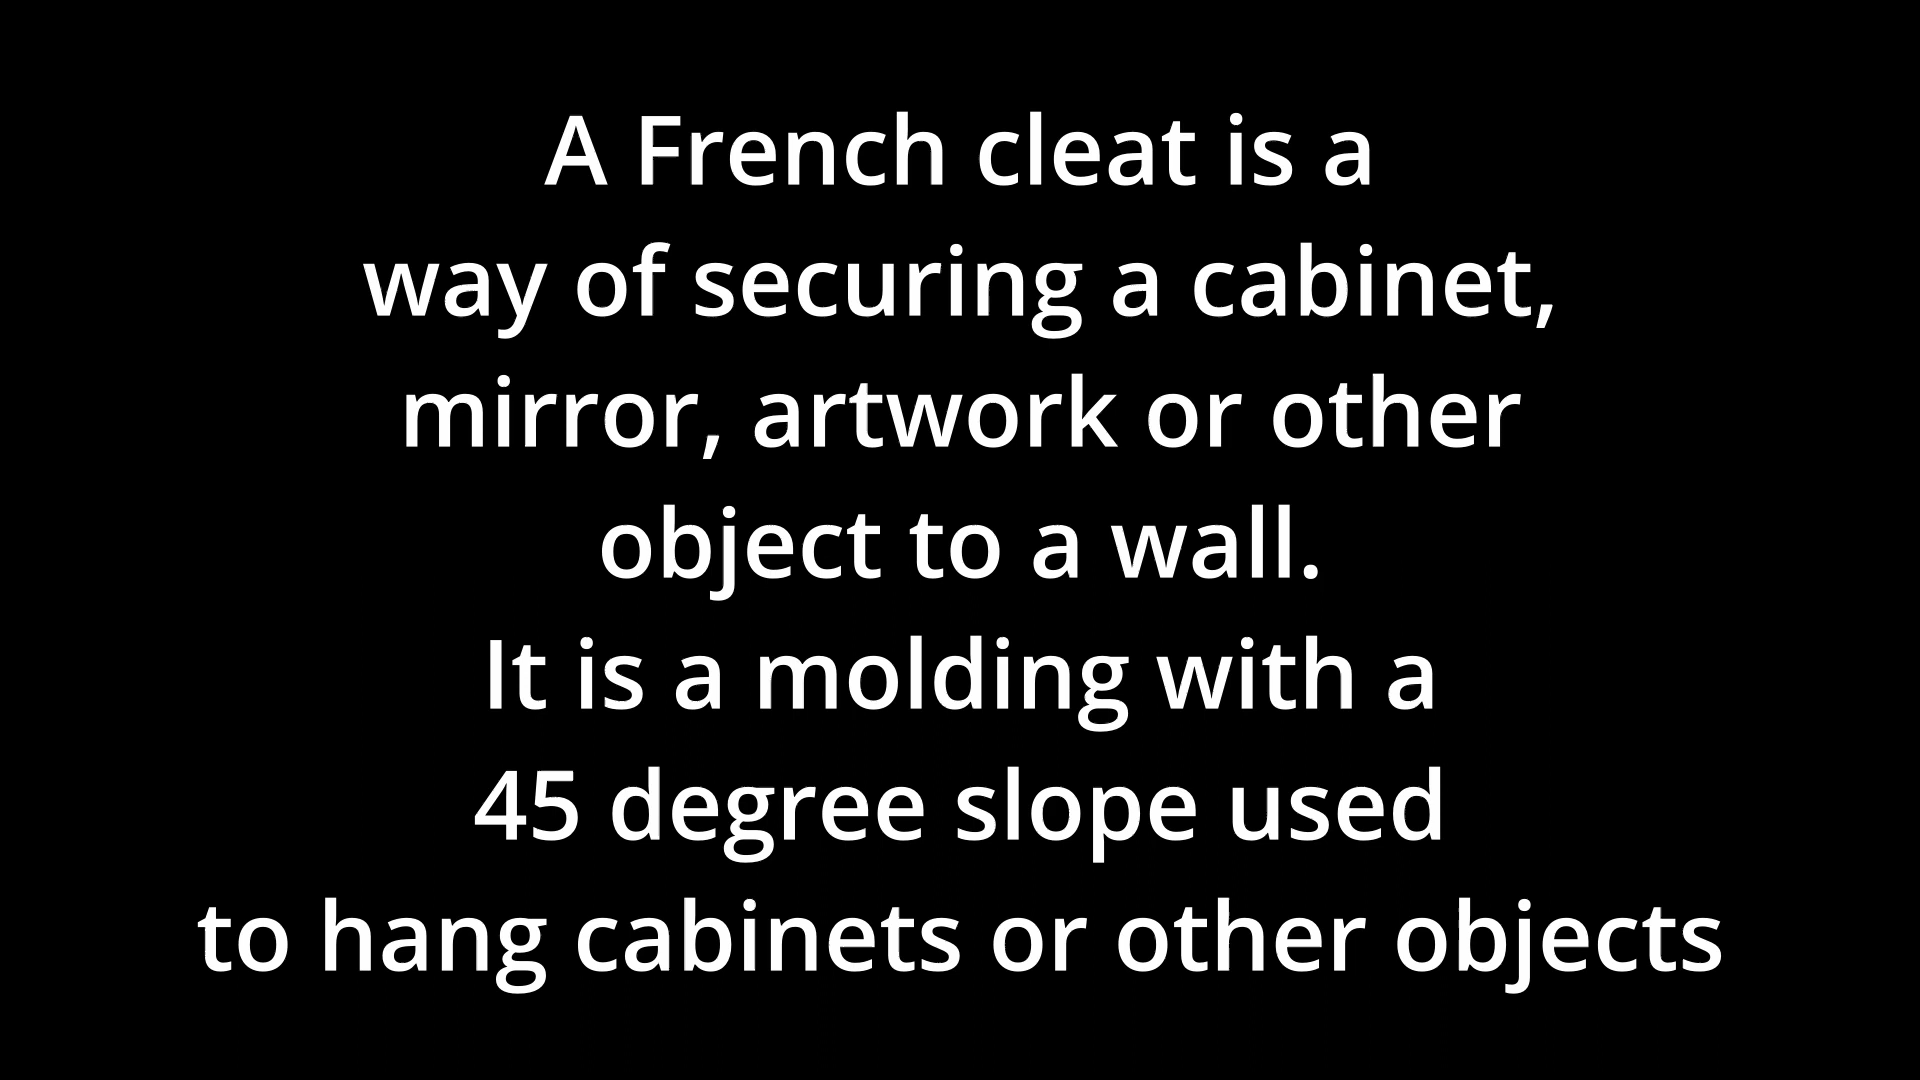 A French cleat is a
way of securing a cabinet,
mirror, artwork or other
object to a wall.
It is a molding with a
45 degree slope used
to hang cabinets or other objects